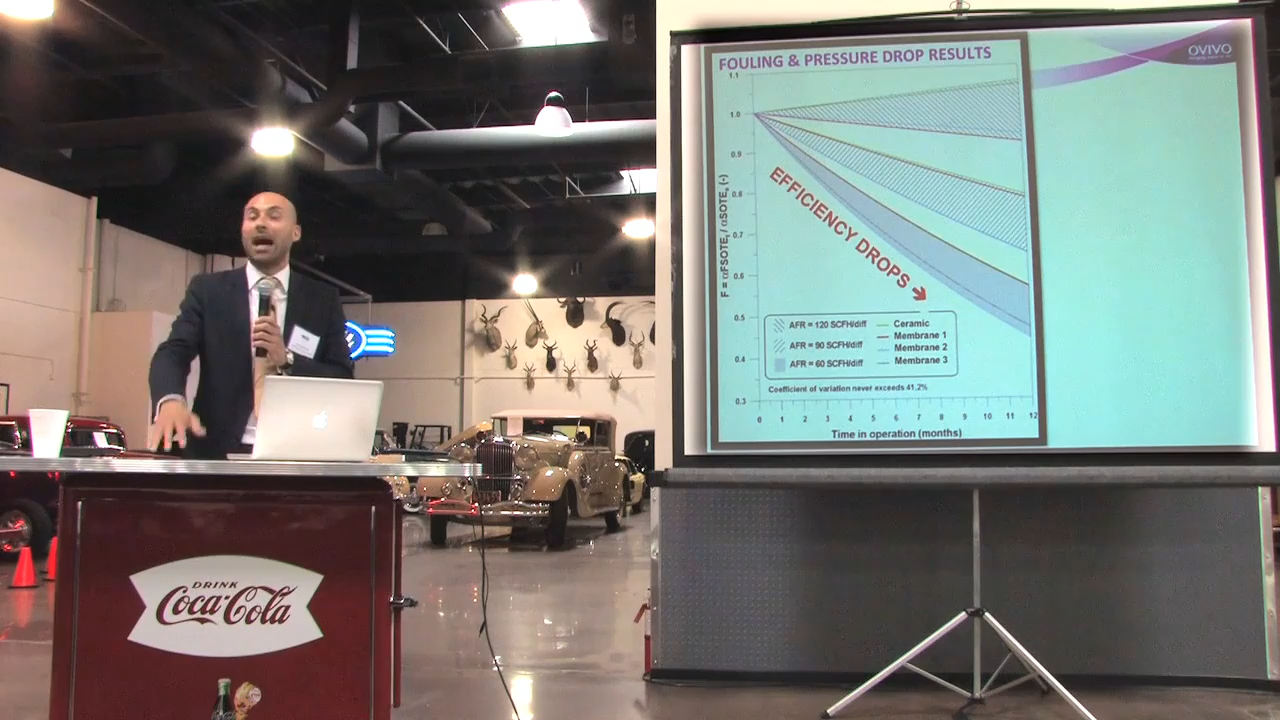 FOULING & PRESSURE DROP RESULTS
OVIVO
1.1
1.0
0.9
0.8
0.7
0.6
0.5
0.4
0.3
F = αFSOTE, / αSOTE, (-)
EFFICIENCY DROPS
AFR = 120 SCFH/diff
AFR = 90 SCFH/diff
AFR = 60 SCFH/diff
Ceramic
Membrane 1
Membrane 2
Membrane 3
Coefficient of variation never exceeds 41.2%
0 1 2 3 4 5 6 7 8 9 10 11 12
Time in operation (months)
DRINK
Coca-Cola